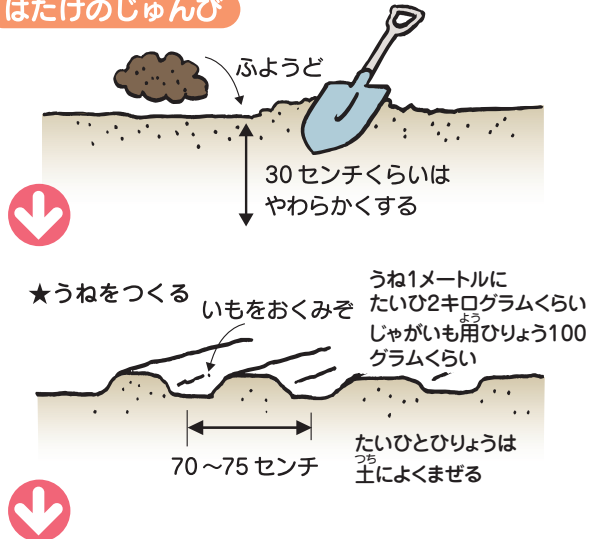 はたけのじゅんび
ふようど
30センチくらいは
やわらかくする
★うねをつくる
いもをおくみぞ
うね1メートルに
たいひ2キログラムくらい
じゃがいも用ひりょう100
よう
グラムくらい
70～75センチ
たいひとひりょうは
つち
土によくまぜる